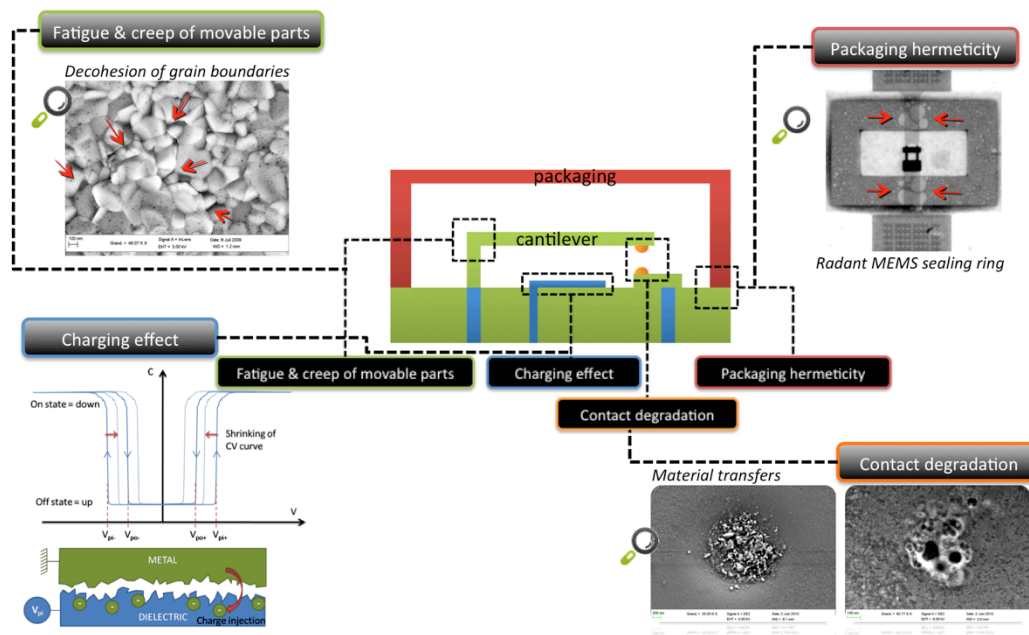 Fatigue & creep of movable parts
Decohesion of grain boundaries
Packaging hermeticity
Radant MEMS sealing ring
packaging
cantilever
Charging effect
Fatigue & creep of movable parts
Charging effect
Packaging hermeticity
Contact degradation
C
On state = down
Shrinking of
CV curve
Off state = up
V
Vpi-
Vpo-
Vpo+
Vpi+
METAL
Vpi
DIELECTRIC
Charge injection
Material transfers
Contact degradation